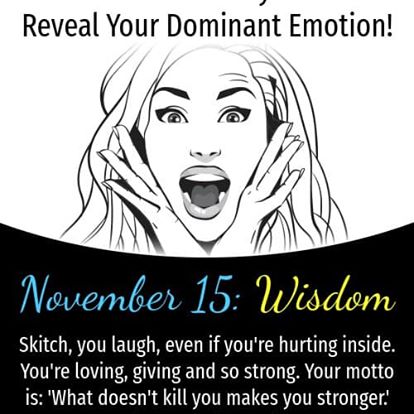 Reveal Your Dominant Emotion!
November 15: Wisdom
Skitch, you laugh, even if you're hurting inside.
You're loving, giving and so strong. Your motto
is: 'What doesn't kill you makes you stronger.'